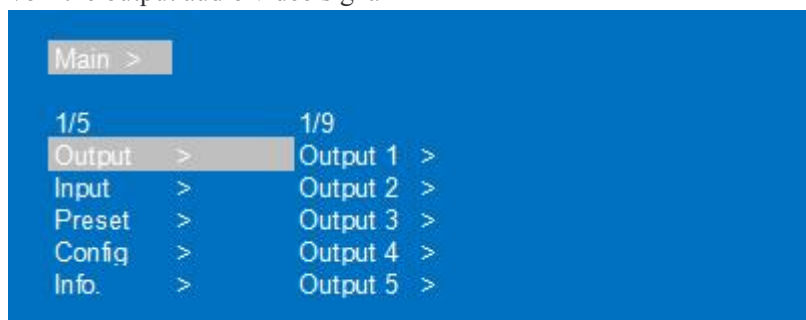 Main >
1/5 1/9
Output > Output 1 >
Input > Output 2 >
Preset > Output 3 >
Config > Output 4 >
Info. > Output 5 >